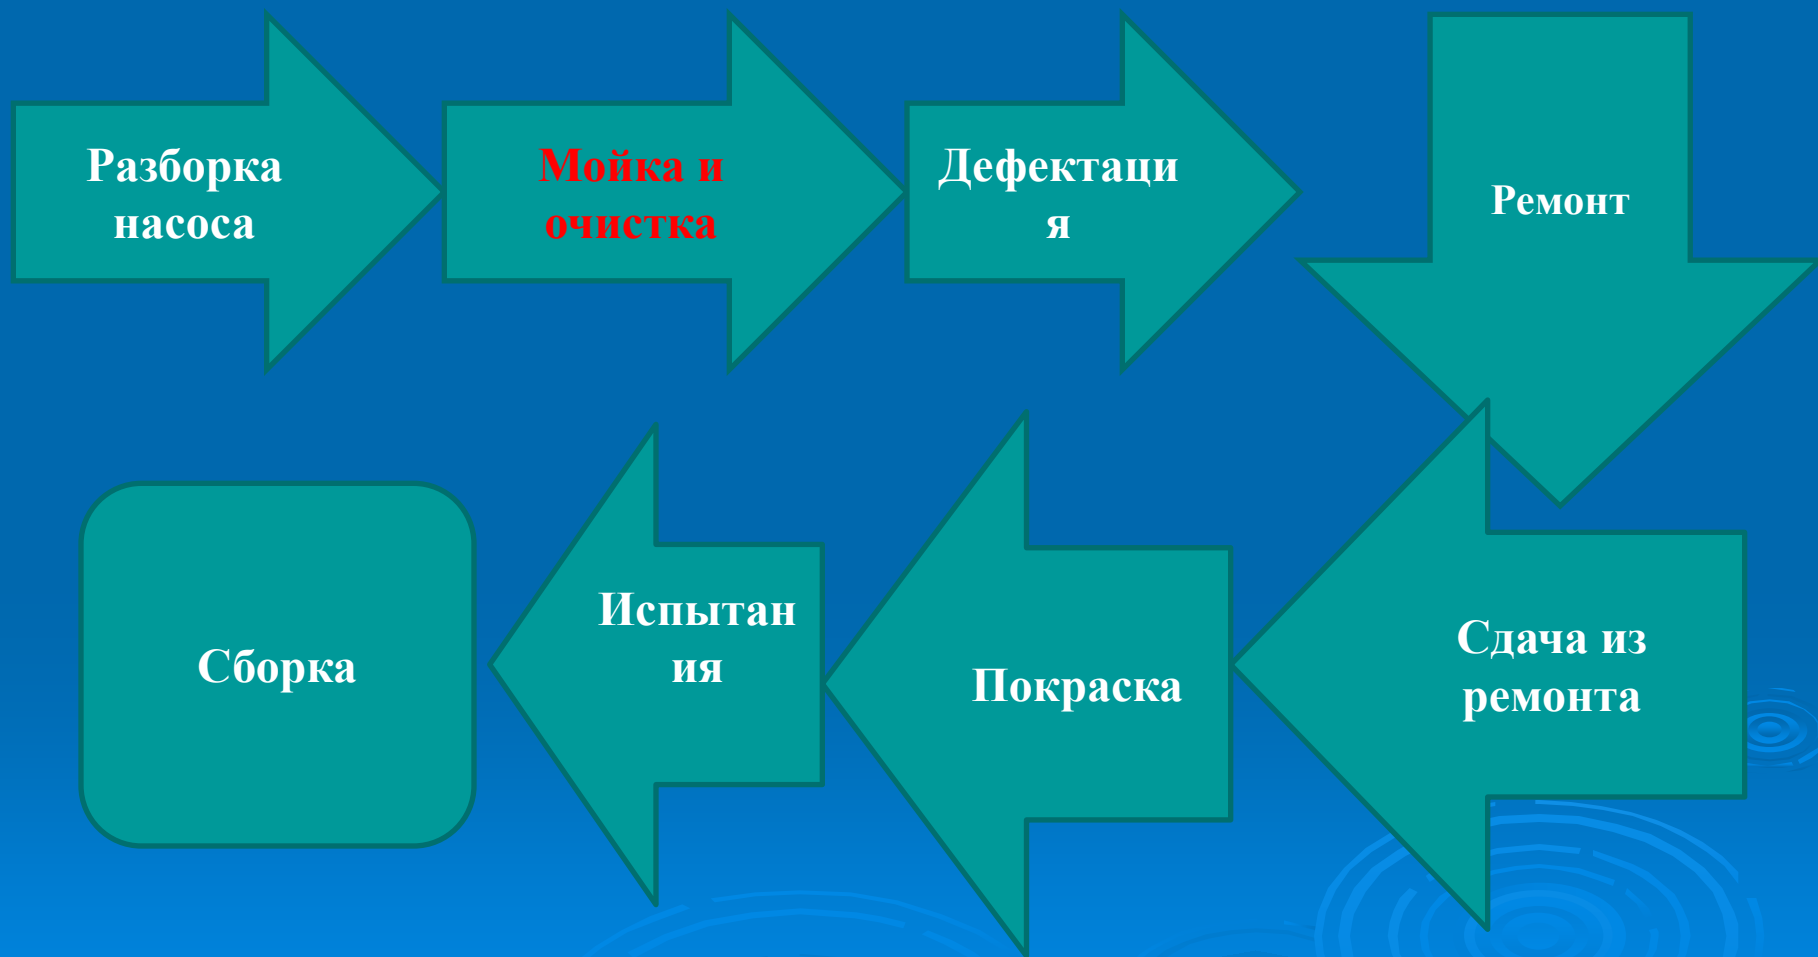 Разборка
насоса
Мойка и
очистка
Дефектаци
я
Ремонт
Сдача из
ремонта
Покраска
Испытан
ия
Сборка